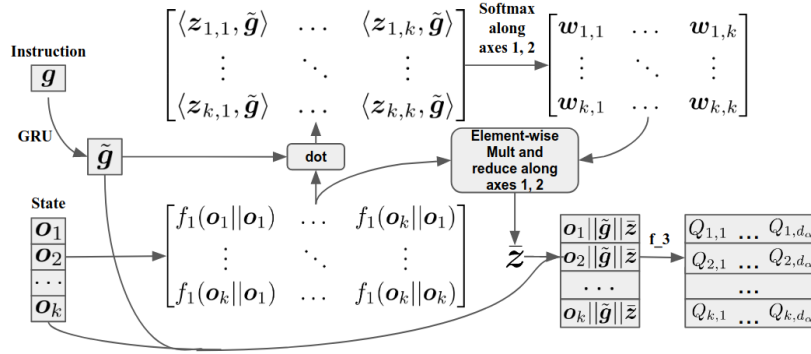 Instruction
g
GRU
g̃
⟨z₁,₁, g̃⟩ … ⟨z₁,ₖ, g̃⟩
⋮ ⋱ ⋮
⟨zₖ,₁, g̃⟩ … ⟨zₖ,ₖ, g̃⟩
Softmax
along
axes 1, 2
w₁,₁ … w₁,ₖ
⋮ ⋱ ⋮
wₖ,₁ … wₖ,ₖ
dot
Element-wise
Mult and
reduce along
axes 1, 2
State
o₁
o₂
...
oₖ
f₁(o₁||o₁) … f₁(oₖ||o₁)
⋮ ⋱ ⋮
f₁(oₖ||o₁) … f₁(oₖ||oₖ)
z̄
o₁||g̃||z̄
o₂||g̃||z̄
...
oₖ||g̃||z̄
f_3
Q₁,₁ ... Q₁,d_α
Q₂,₁ ... Q₂,d_α
... ...
Qₖ,₁ ... Qₖ,d_α